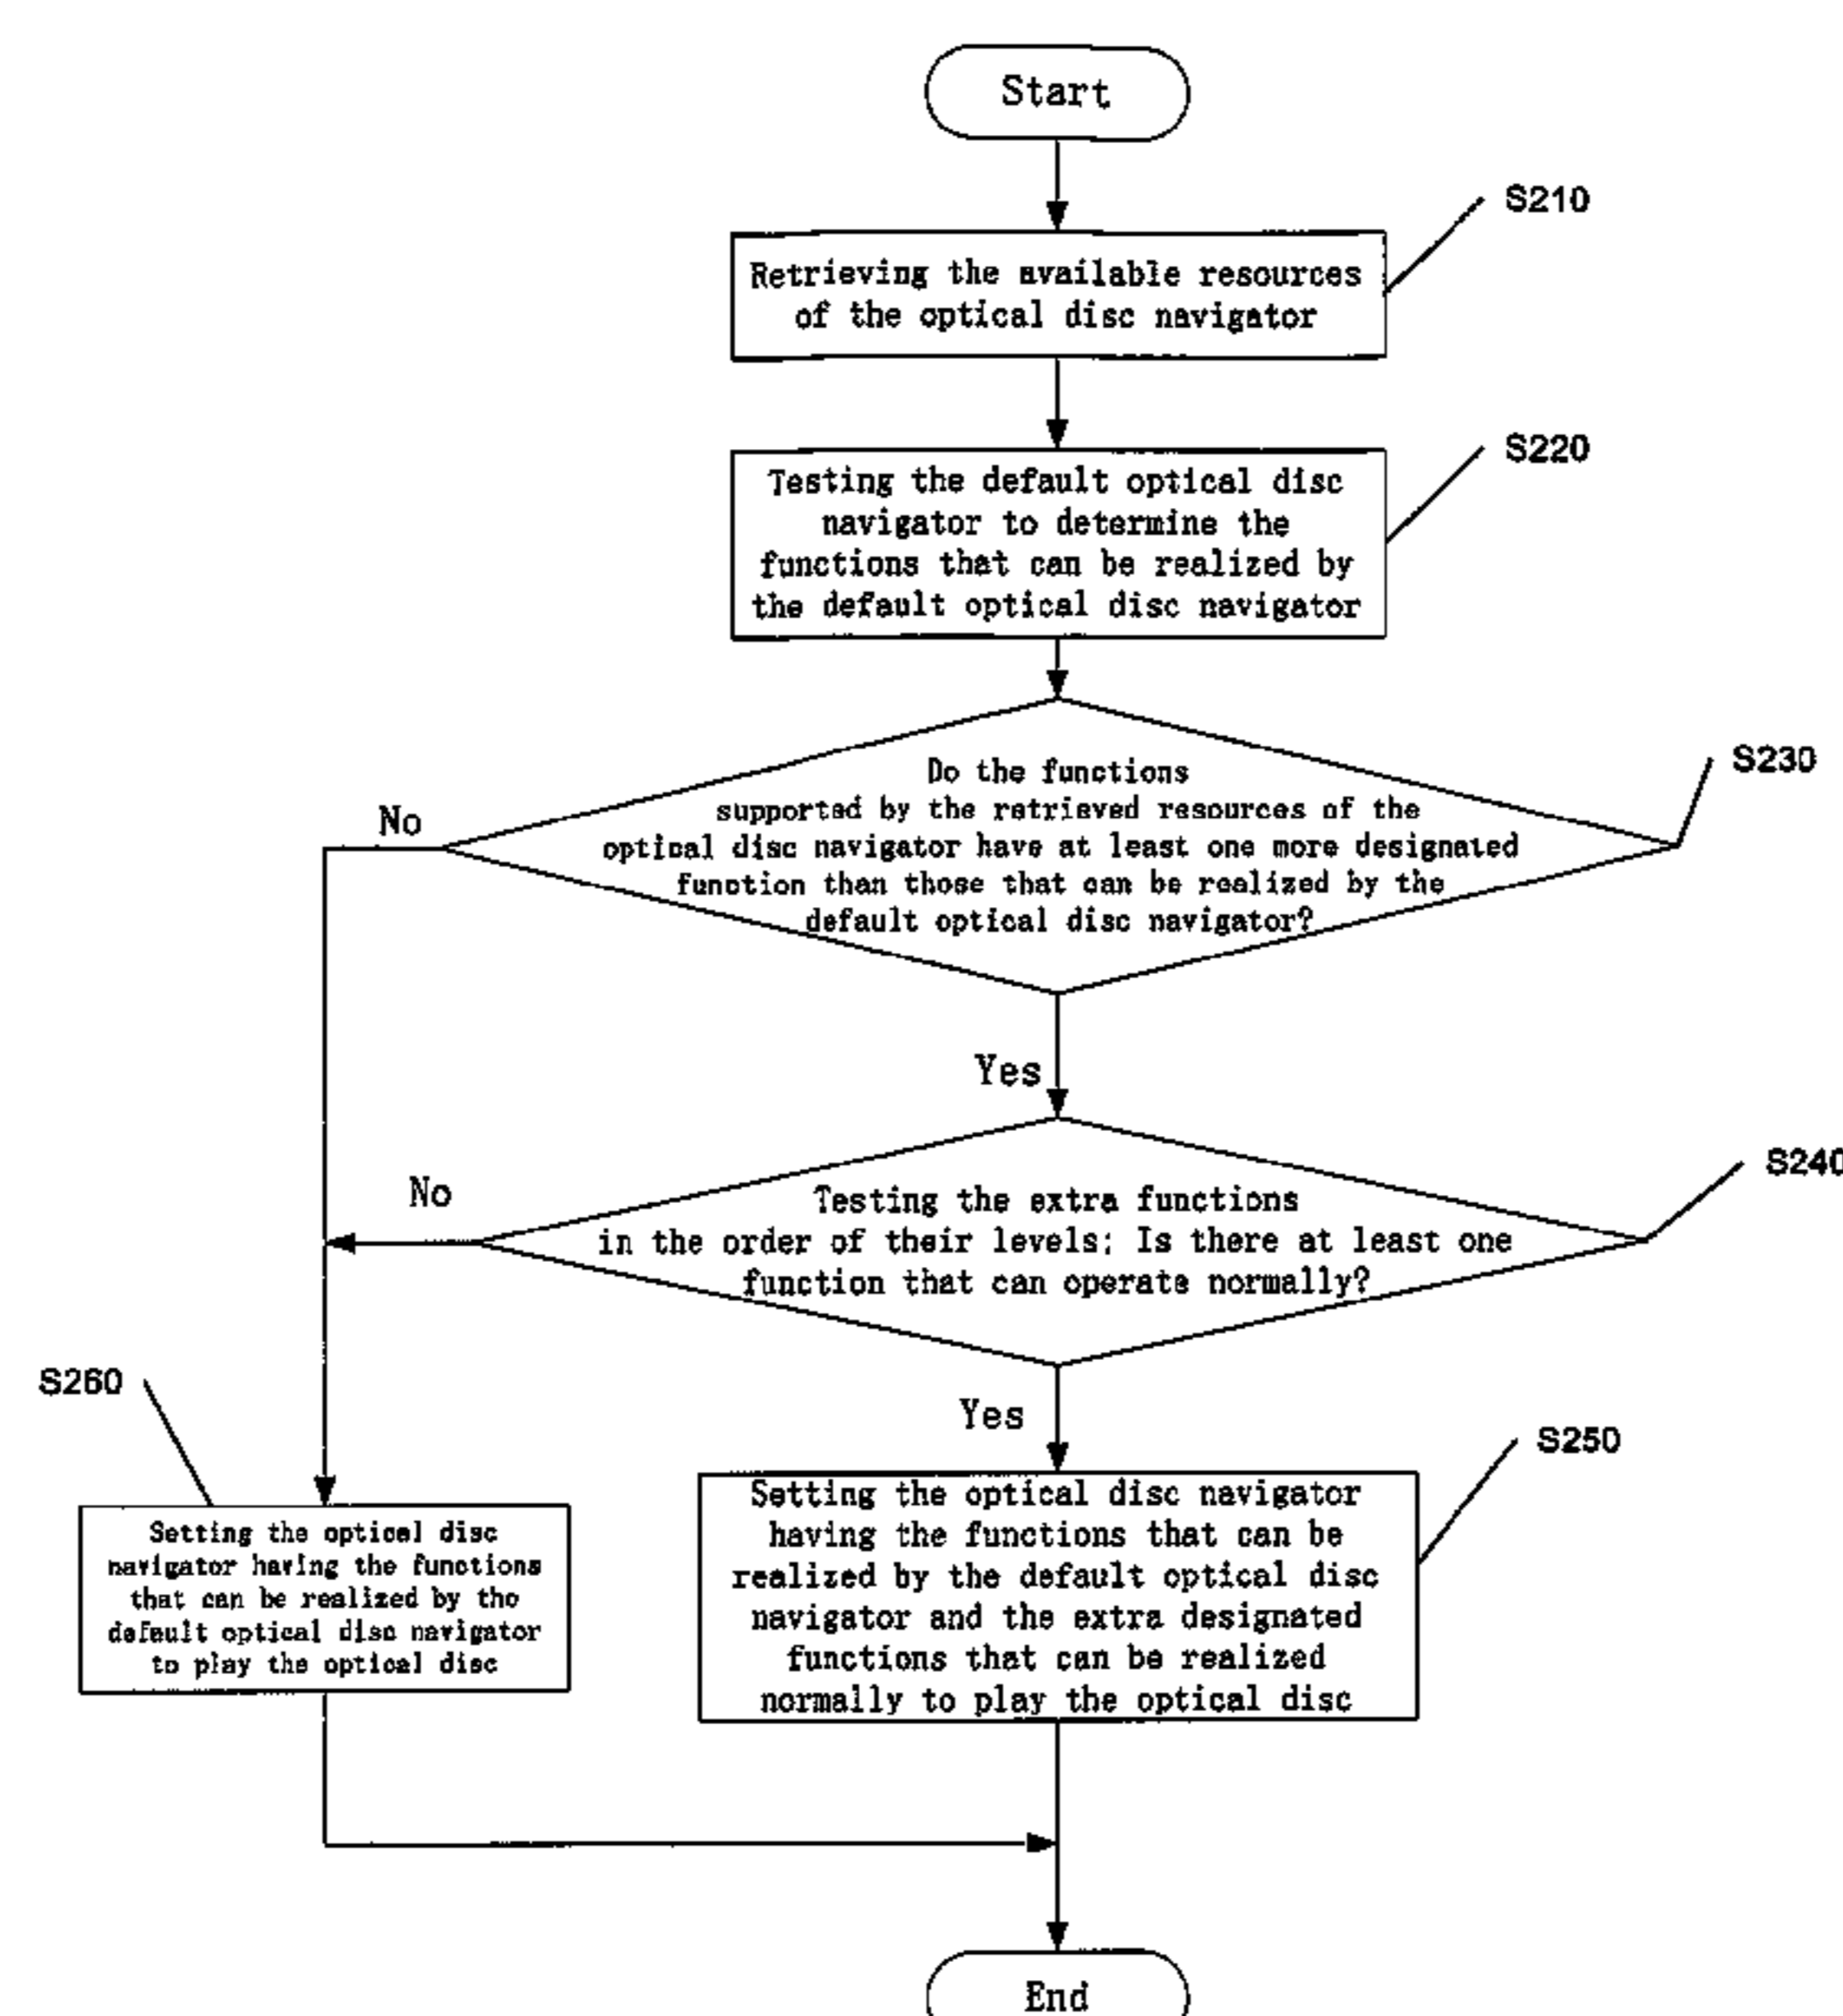 Start
S210
Retrieving the available resources
of the optical disc navigator
S220
Testing the default optical disc
navigator to determine the
functions that can be realized by
the default optical disc navigator
S230
Do the functions
supported by the retrieved resources of the
optical disc navigator have at least one more designated
function than those that can be realized by the
default optical disc navigator?
No
Yes
S240
Testing the extra functions
in the order of their levels; Is there at least one
function that can operate normally?
No
Yes
S260
Setting the optical disc
navigator having the functions
that can be realized by the
default optical disc navigator
to play the optical disc
S250
Setting the optical disc navigator
having the functions that can be
realized by the default optical disc
navigator and the extra designated
functions that can be realized
normally to play the optical disc
End